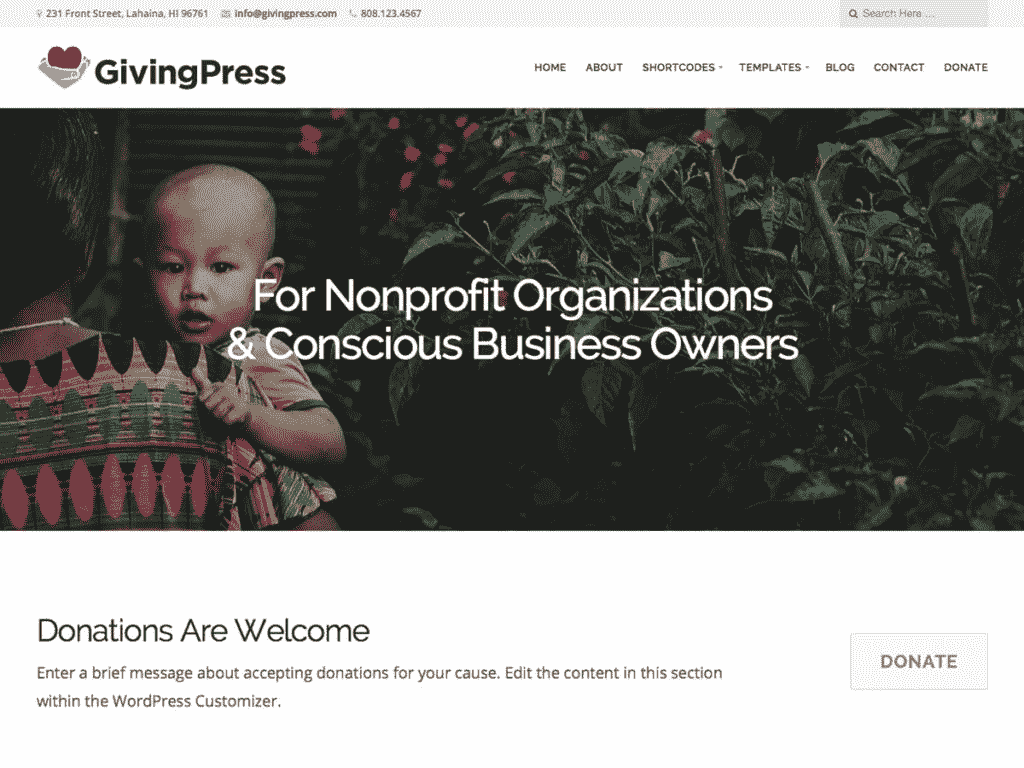 231 Front Street, Lahaina, HI 96761 info@givingpress.com 808.123.4567 Search Here ...
GivingPress
HOME ABOUT SHORTCODES TEMPLATES BLOG CONTACT DONATE
For Nonprofit Organizations
& Conscious Business Owners
Donations Are Welcome
Enter a brief message about accepting donations for your cause. Edit the content in this section
within the WordPress Customizer.
DONATE